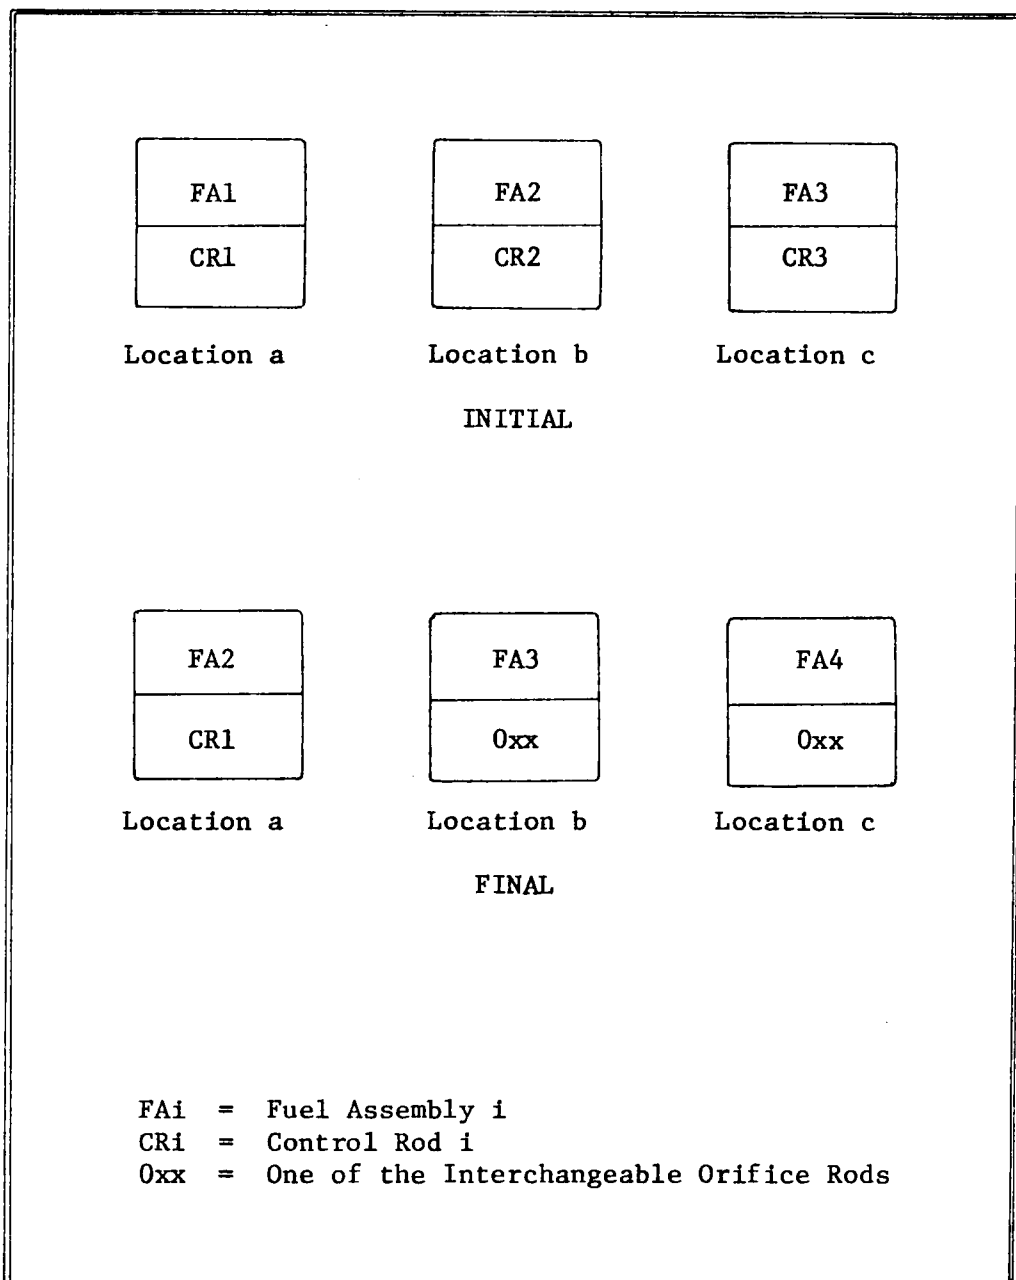 FA1 FA2 FA3
CR1 CR2 CR3
Location a Location b Location c
INITIAL
FA2 FA3 FA4
CR1 Oxx Oxx
Location a Location b Location c
FINAL
FAi = Fuel Assembly i
CRi = Control Rod i
Oxx = One of the Interchangeable Orifice Rods